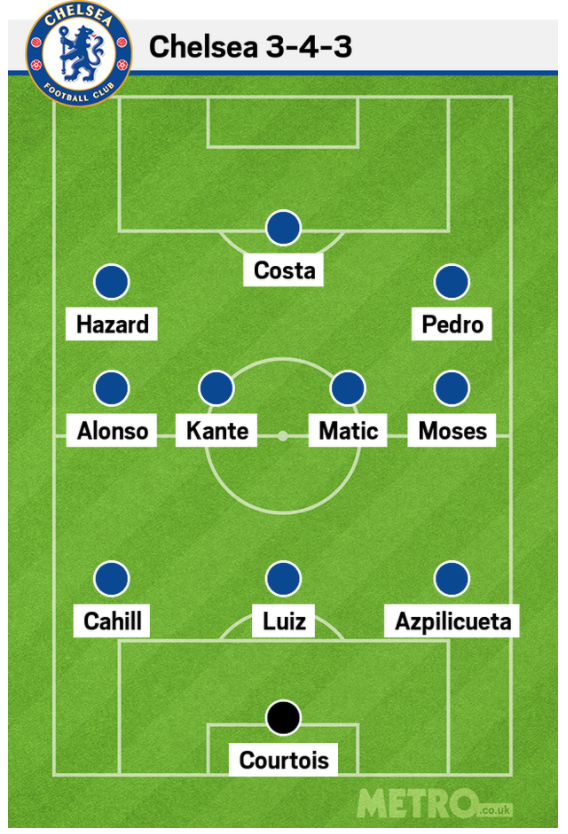 CHELSEA
FOOTBALL CLUB
Chelsea 3-4-3
Costa
Hazard
Pedro
Alonso
Kante
Matic
Moses
Cahill
Luiz
Azpilicueta
Courtois
METRO.co.uk